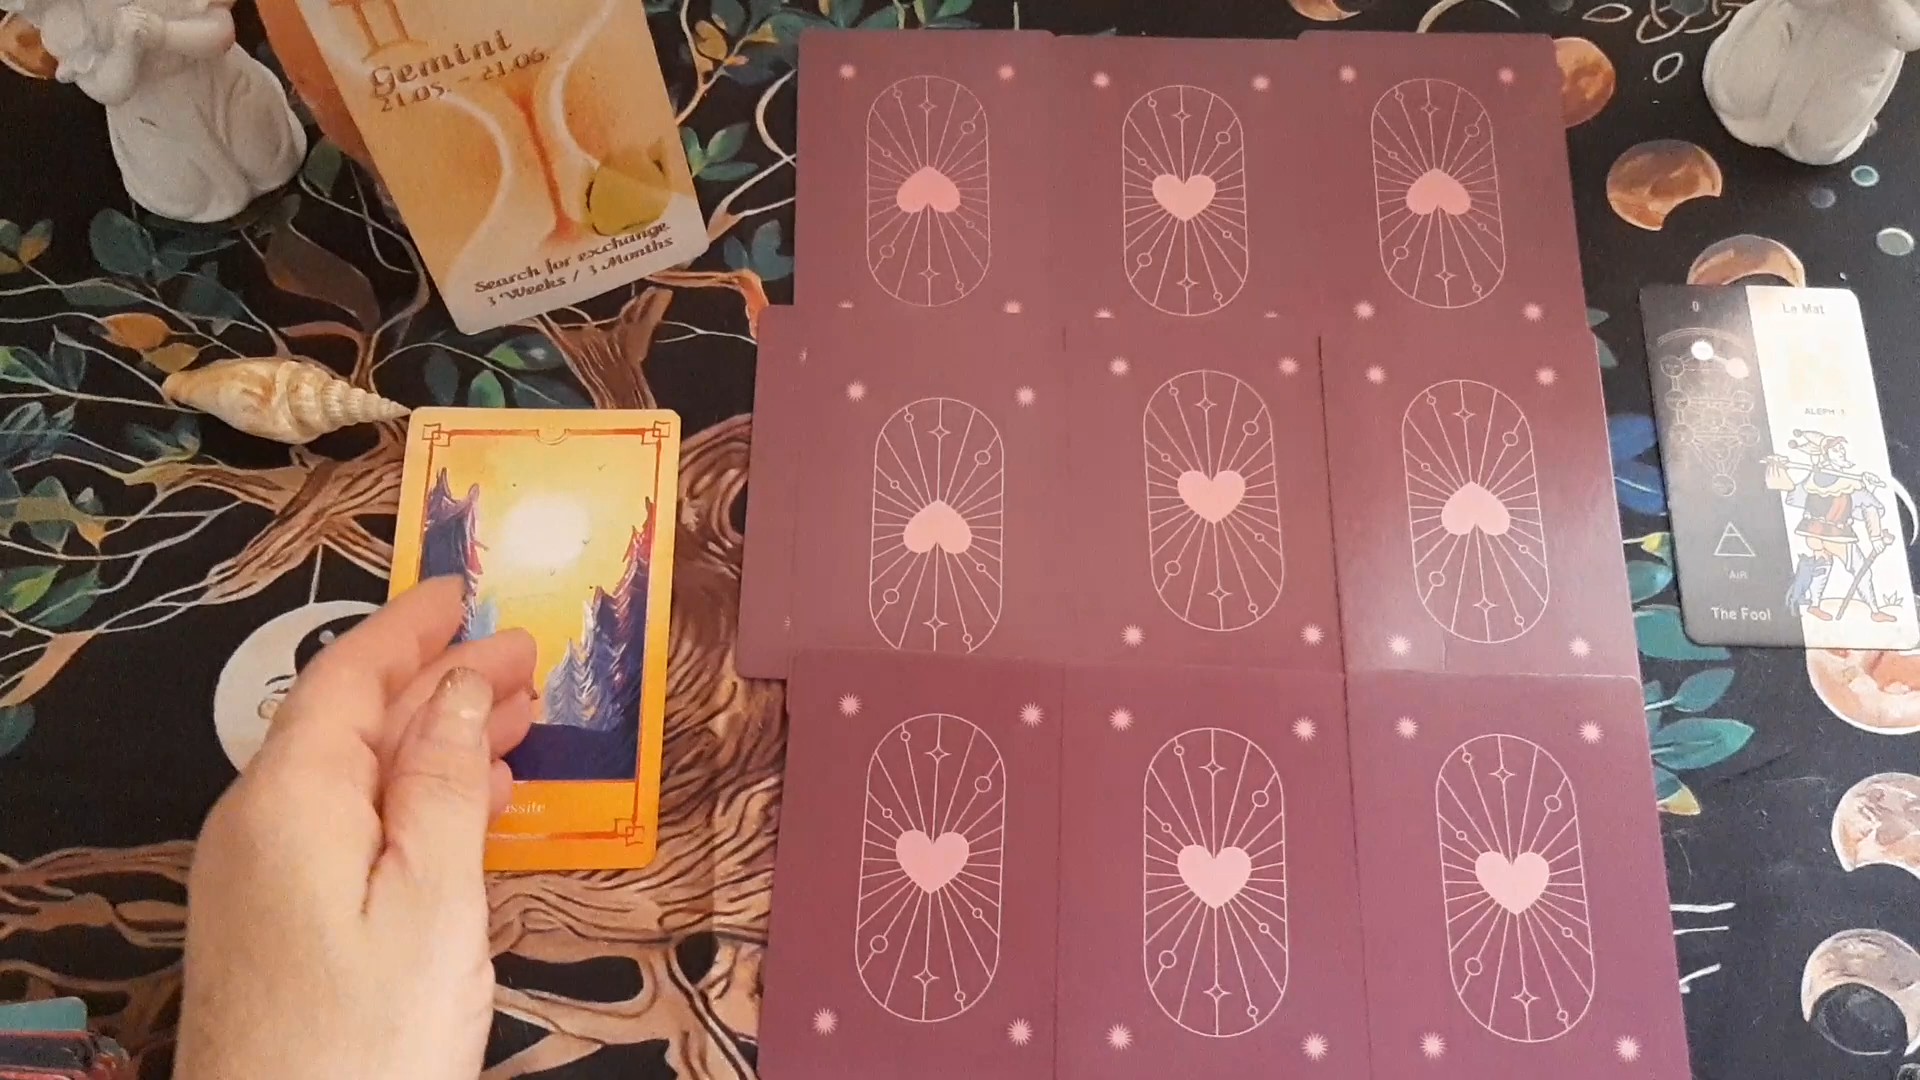 Gemini
21.05. - 21.06.
Search for exchange
3 Weeks / 3 Months
0
Le Mat
ALEPH 1
AIR
The Fool